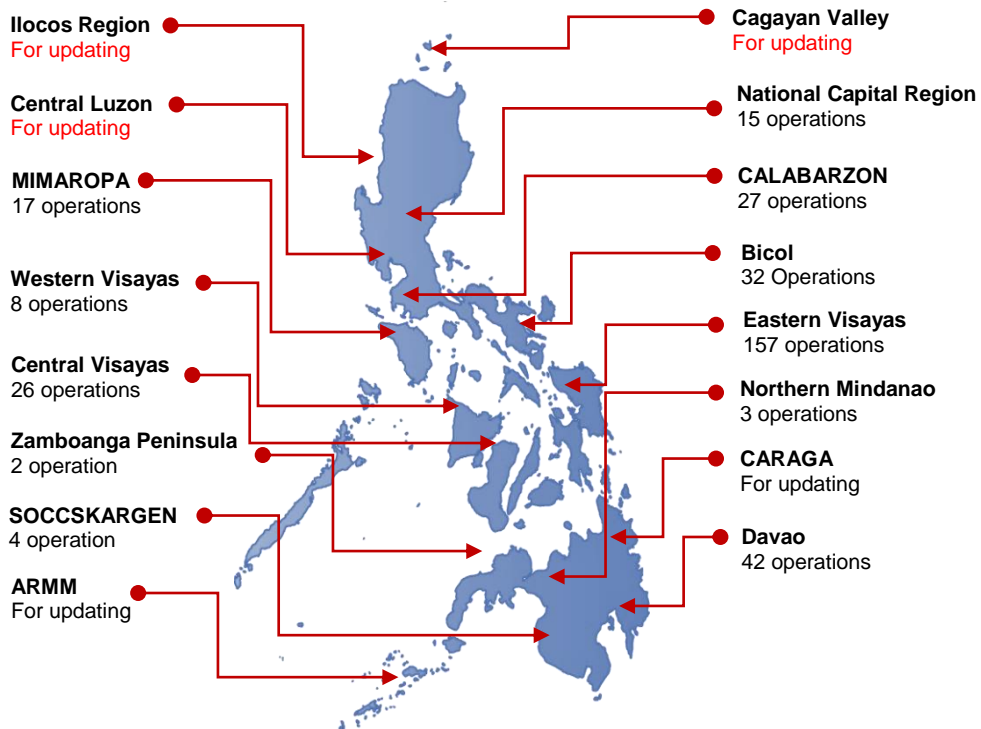 Ilocos Region
For updating
Central Luzon
For updating
MIMAROPA
17 operations
Western Visayas
8 operations
Central Visayas
26 operations
Zamboanga Peninsula
2 operation
SOCCSKARGEN
4 operation
ARMM
For updating
Cagayan Valley
For updating
National Capital Region
15 operations
CALABARZON
27 operations
Bicol
32 Operations
Eastern Visayas
157 operations
Northern Mindanao
3 operations
CARAGA
For updating
Davao
42 operations